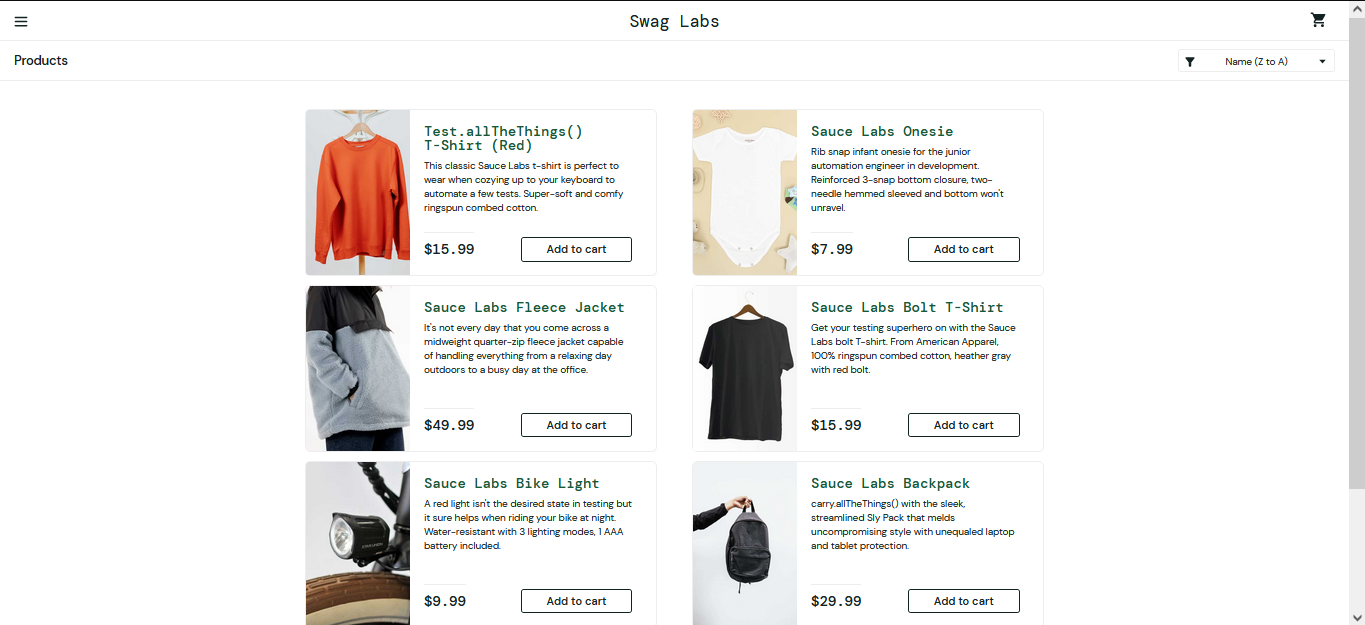 Swag Labs
Products
Name (Z to A)
Test.allTheThings()
T-Shirt (Red)
This classic Sauce Labs t-shirt is perfect to
wear when cozying up to your keyboard to
automate a few tests. Super-soft and comfy
ringspun combed cotton.
$15.99
Add to cart
Sauce Labs Onesie
Rib snap infant onesie for the junior
automation engineer in development.
Reinforced 3-snap bottom closure, two-
needle hemmed sleeved and bottom won't
unravel.
$7.99
Add to cart
Sauce Labs Fleece Jacket
It's not every day that you come across a
midweight quarter-zip fleece jacket capable
of handling everything from a relaxing day
outdoors to a busy day at the office.
$49.99
Add to cart
Sauce Labs Bolt T-Shirt
Get your testing superhero on with the Sauce
Labs bolt T-shirt. From American Apparel,
100% ringspun combed cotton, heather gray
with red bolt.
$15.99
Add to cart
Sauce Labs Bike Light
A red light isn't the desired state in testing but
it sure helps when riding your bike at night.
Water-resistant with 3 lighting modes, 1 AAA
battery included.
$9.99
Add to cart
Sauce Labs Backpack
carry.allTheThings() with the sleek,
streamlined Sly Pack that melds
uncompromising style with unequaled laptop
and tablet protection.
$29.99
Add to cart